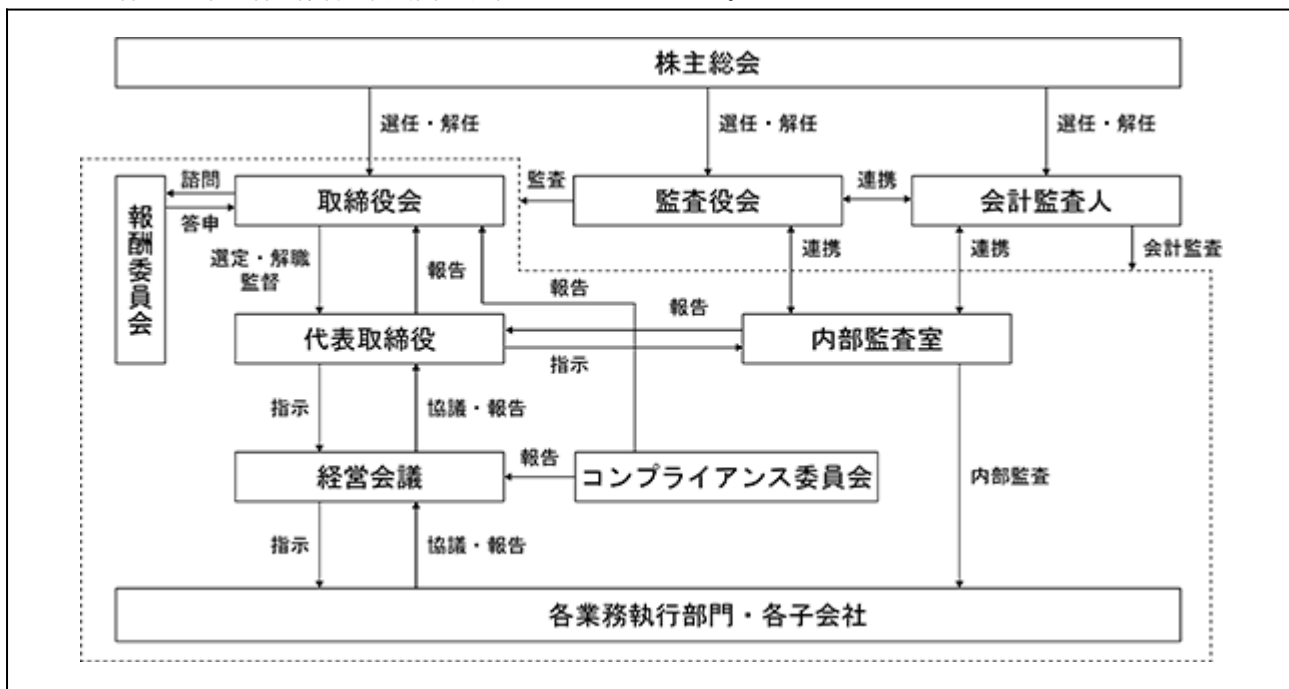 株主総会
選任・解任
選任・解任
選任・解任
諮問
取締役会
監査
監査役会
連携
会計監査人
報酬委員会
答申
選定・解職
監督
報告
報告
連携
連携
会計監査
代表取締役
報告
指示
内部監査室
指示
協議・報告
経営会議
報告
コンプライアンス委員会
内部監査
指示
協議・報告
各業務執行部門・各子会社